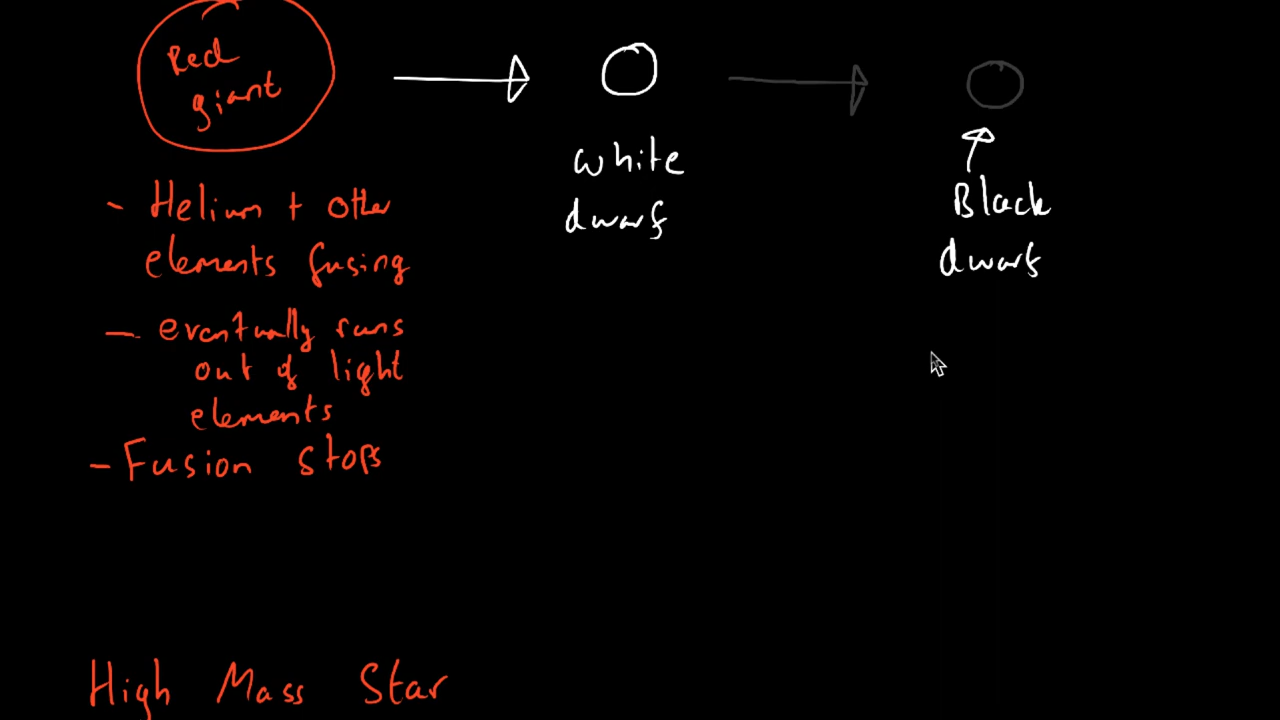 Red
giant
white
dwarf
Black
dwarf
- Helium + other
elements fusing
- eventually runs
out of light
elements
- Fusion stops
High Mass Star